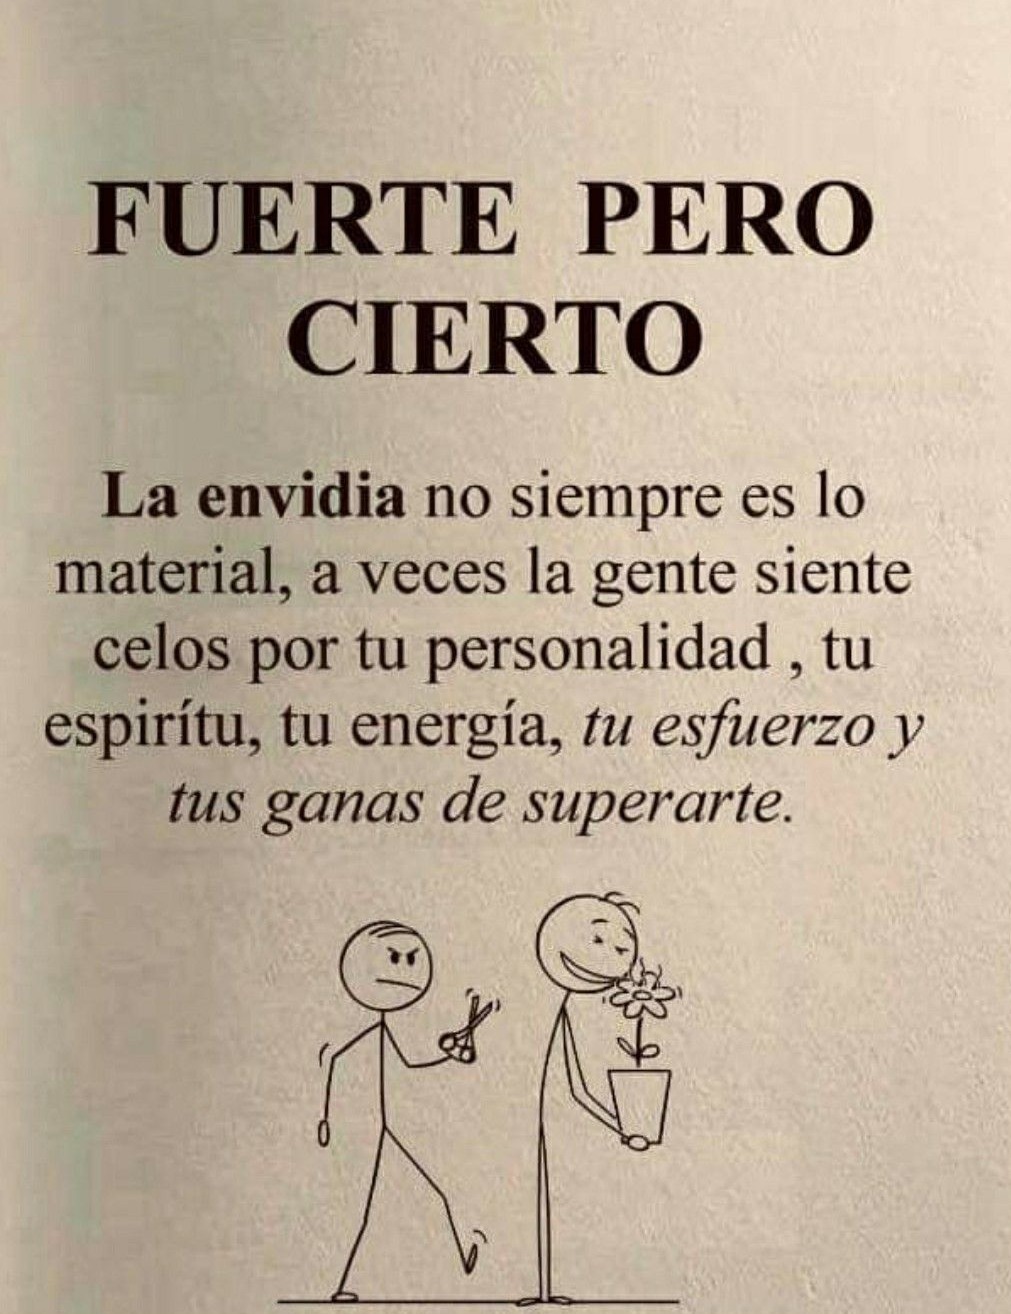 FUERTE PERO
CIERTO
La envidia no siempre es lo
material, a veces la gente siente
celos por tu personalidad , tu
espirítu, tu energía, tu esfuerzo y
tus ganas de superarte.